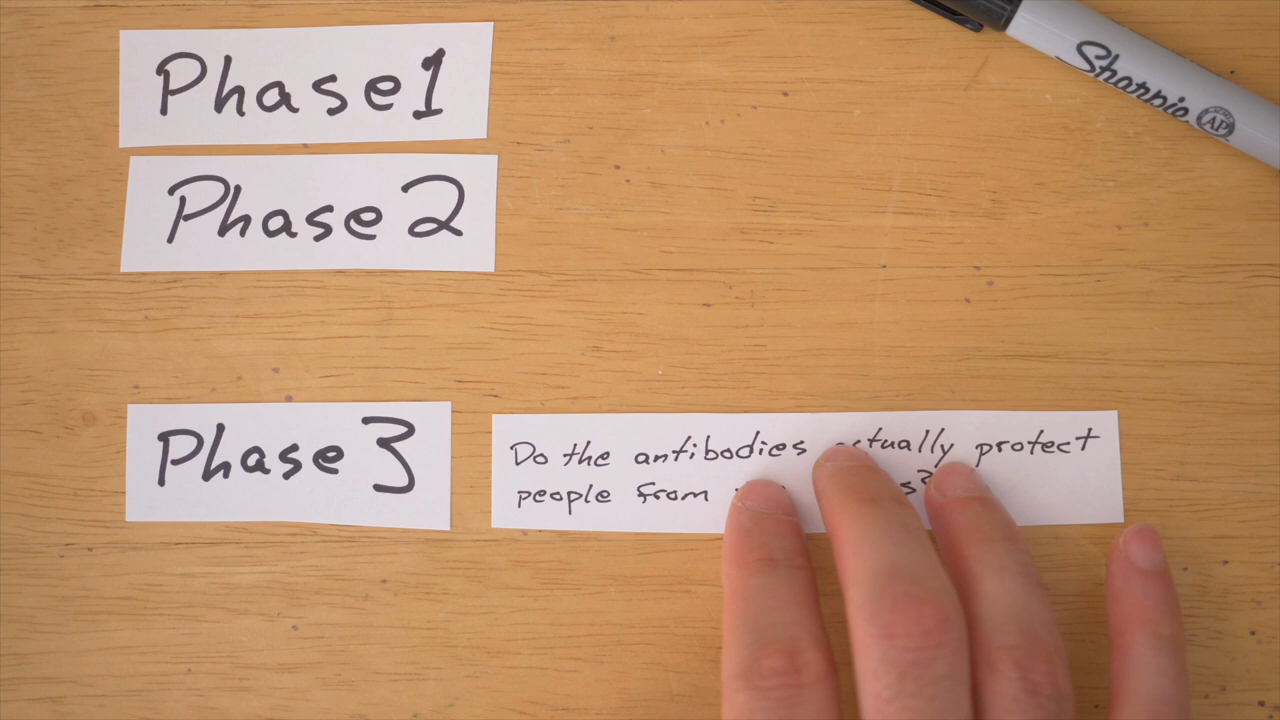 Phase 1
Phase 2
Phase 3
Do the antibodies actually protect
people from
Sharpie
AP